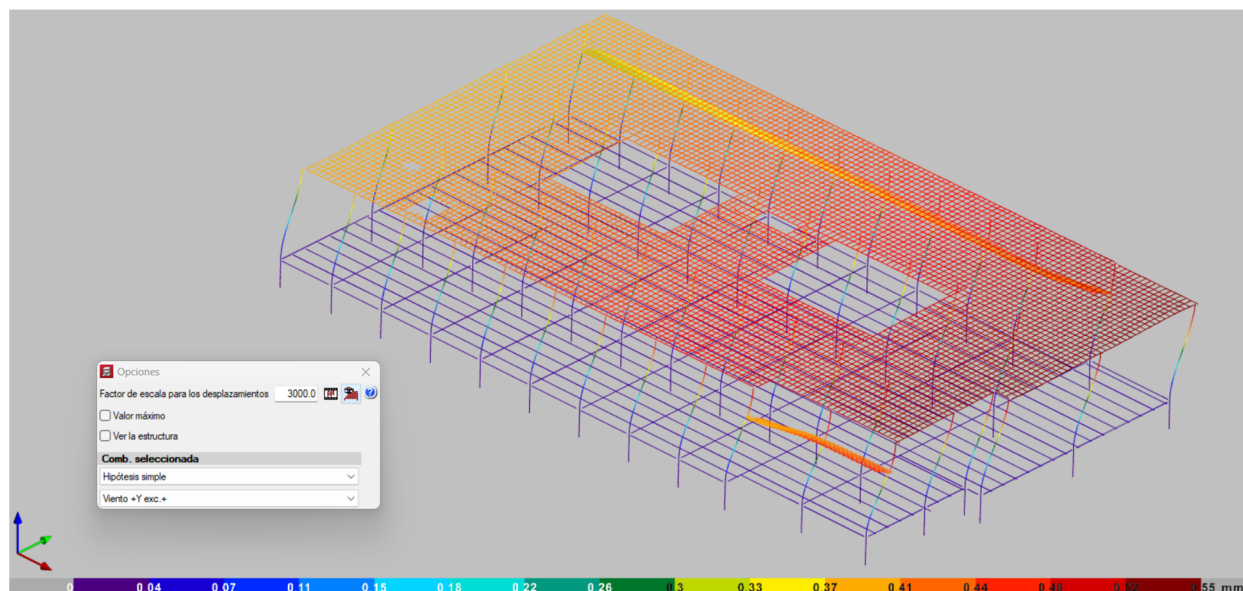 Opciones
Factor de escala para los desplazamientos 3000.0
Valor máximo
Ver la estructura
Comb. seleccionada
Hipótesis simple
Viento +Y exc.+
0 0.04 0.07 0.11 0.15 0.18 0.22 0.26 0.3 0.33 0.37 0.41 0.44 0.48 0.52 0.55 mm